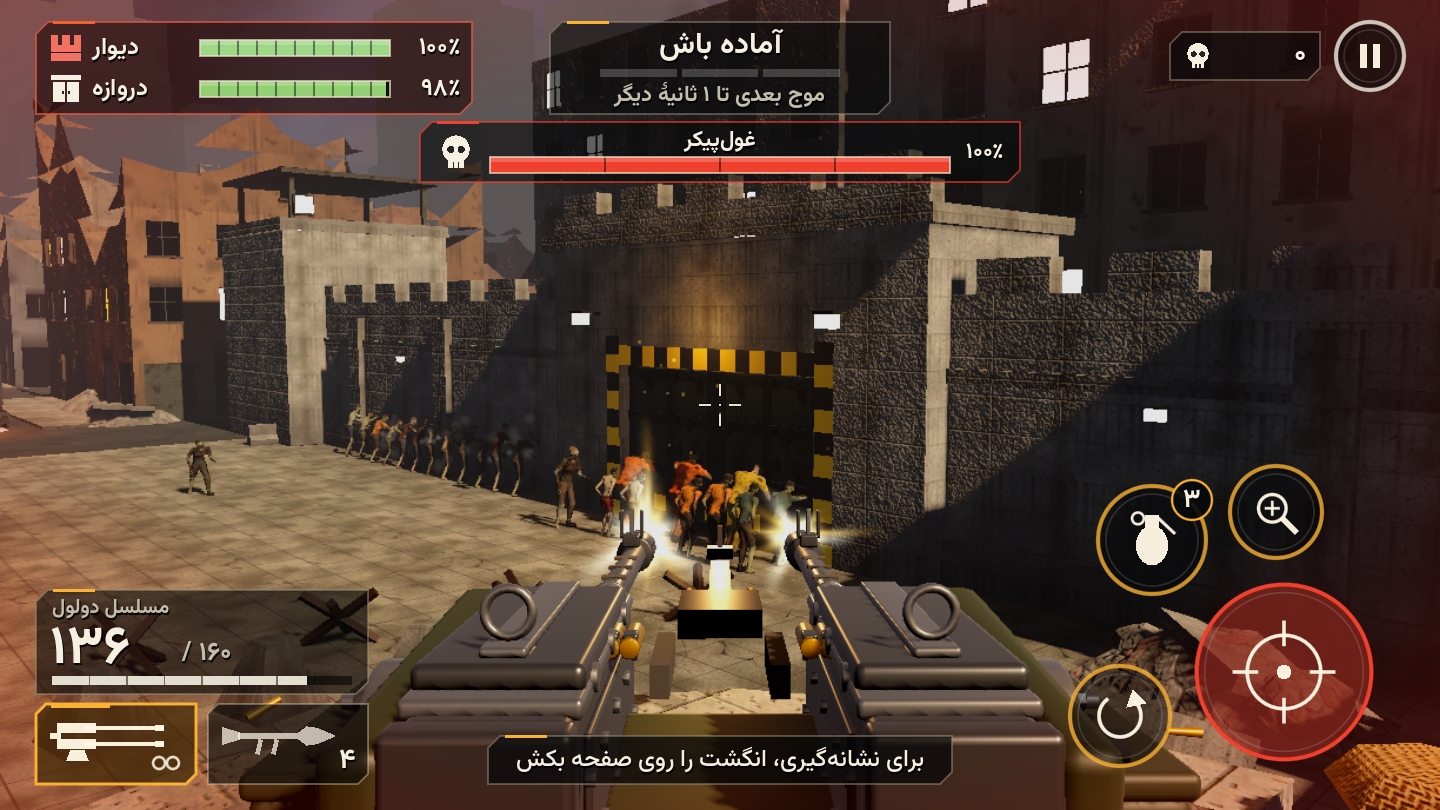 دیوار ۱۰۰٪
دروازه ۹۸٪
آماده باش
موج بعدی تا ۱ ثانیهٔ دیگر
۰
غول‌پیکر
۱۰۰٪
۳
مسلسل دولول
۱۳۶ / ۱۶۰
∞
۴
برای نشانه‌گیری، انگشت را روی صفحه بکش